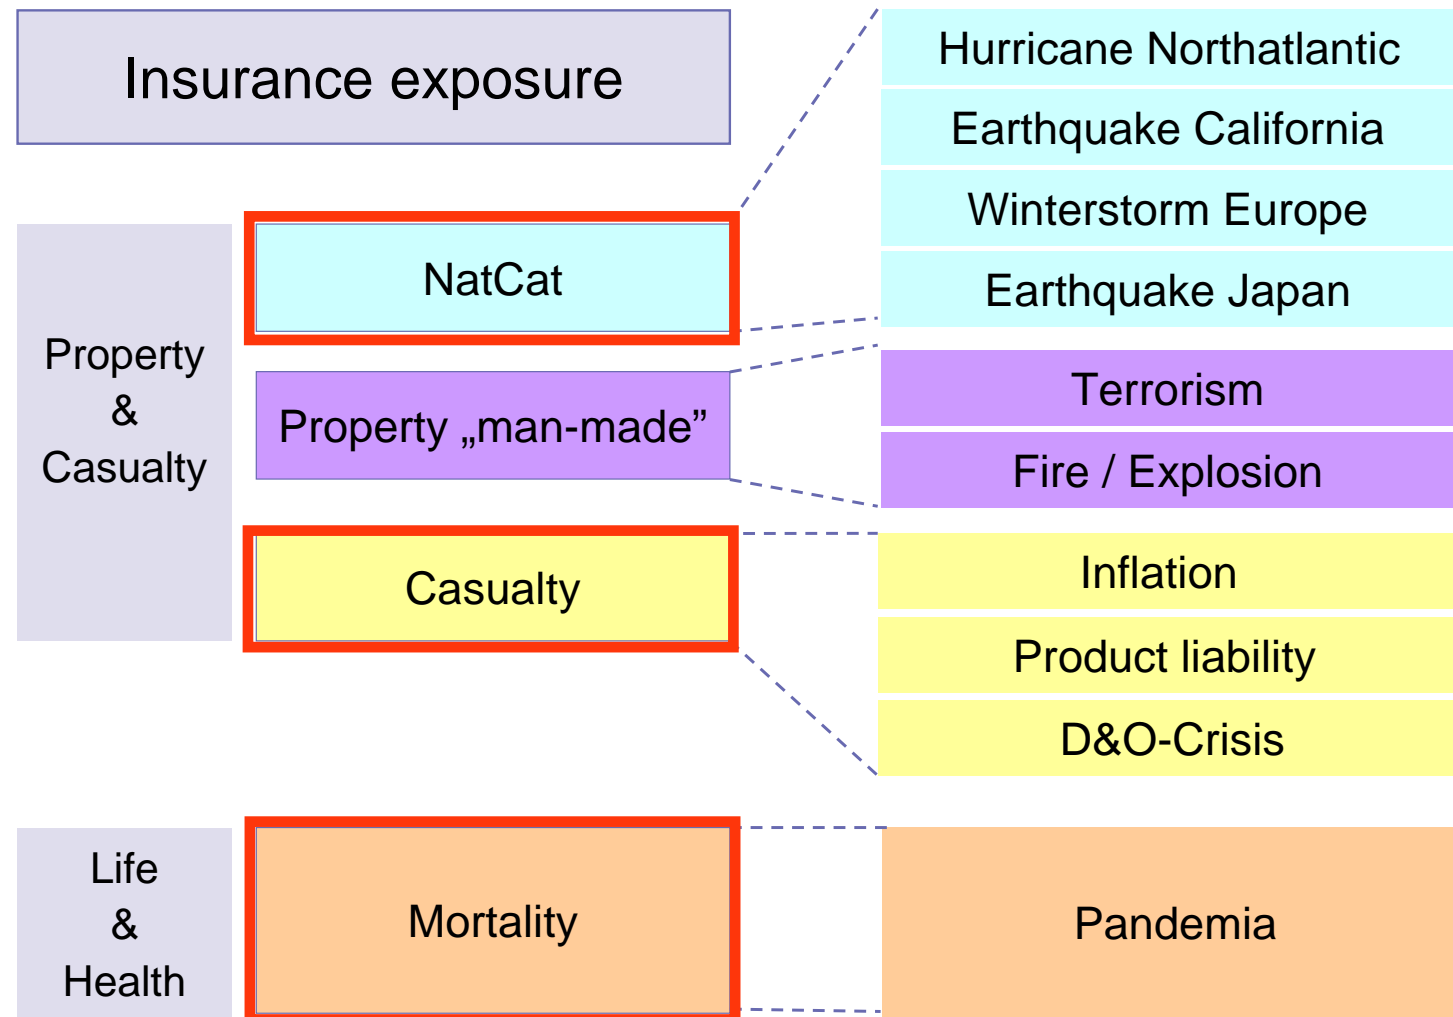 Insurance exposure
Property
&
Casualty
NatCat
Hurricane Northatlantic
Earthquake California
Winterstorm Europe
Earthquake Japan
Property „man-made”
Terrorism
Fire / Explosion
Casualty
Inflation
Product liability
D&O-Crisis
Life
&
Health
Mortality
Pandemia